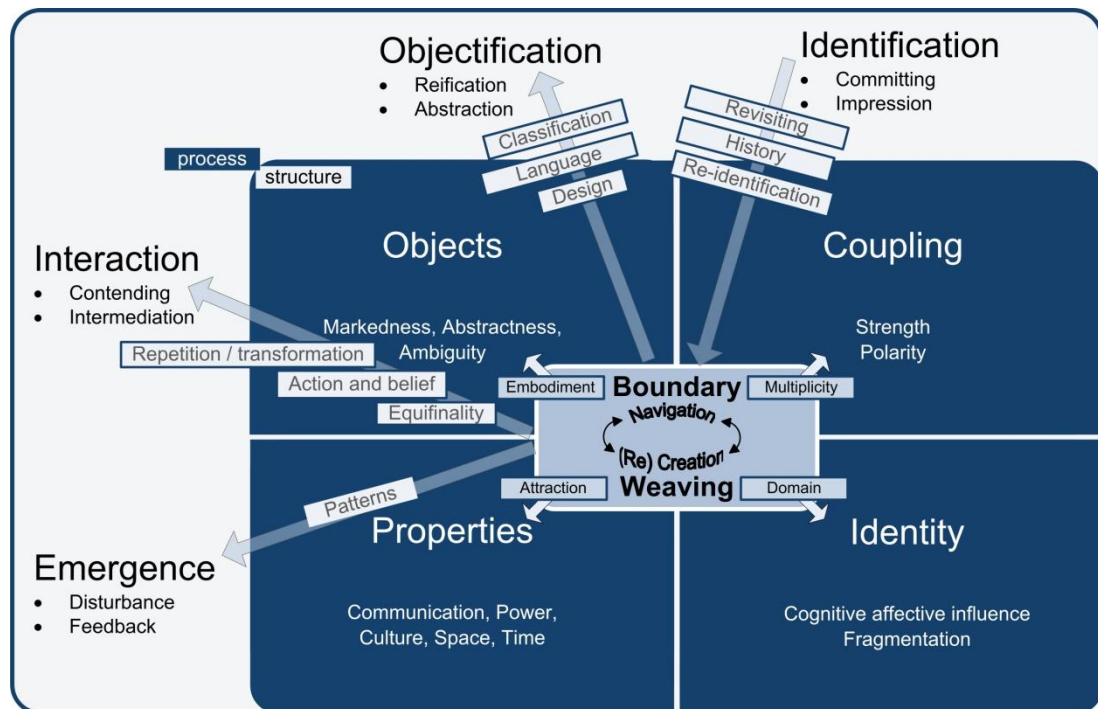 Objectification
• Reification
• Abstraction
Identification
• Committing
• Impression
Classification
Language
Design
Revisiting
History
Re-identification
process
structure
Objects
Markedness, Abstractness,
Ambiguity
Coupling
Strength
Polarity
Interaction
• Contending
• Intermediation
Repetition / transformation
Action and belief
Equifinality
Embodiment
Boundary
Multiplicity
Navigation
(Re) Creation
Attraction
Weaving
Domain
Patterns
Properties
Communication, Power,
Culture, Space, Time
Identity
Cognitive affective influence
Fragmentation
Emergence
• Disturbance
• Feedback